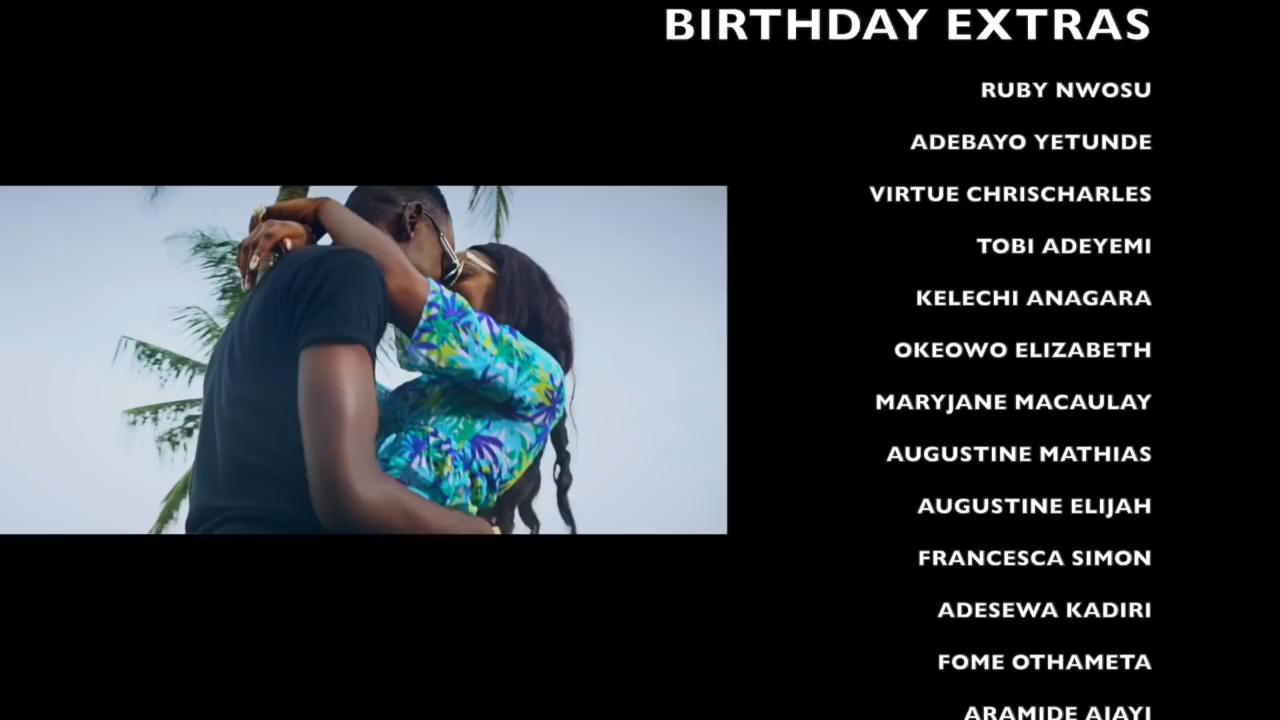 BIRTHDAY EXTRAS
RUBY NWOSU
ADEBAYO YETUNDE
VIRTUE CHRISCHARLES
TOBI ADEYEMI
KELECHI ANAGARA
OKEOWO ELIZABETH
MARYJANE MACAULAY
AUGUSTINE MATHIAS
AUGUSTINE ELIJAH
FRANCESCA SIMON
ADESEWA KADIRI
FOME OTHAMETA
ARAMIDE AJAYI